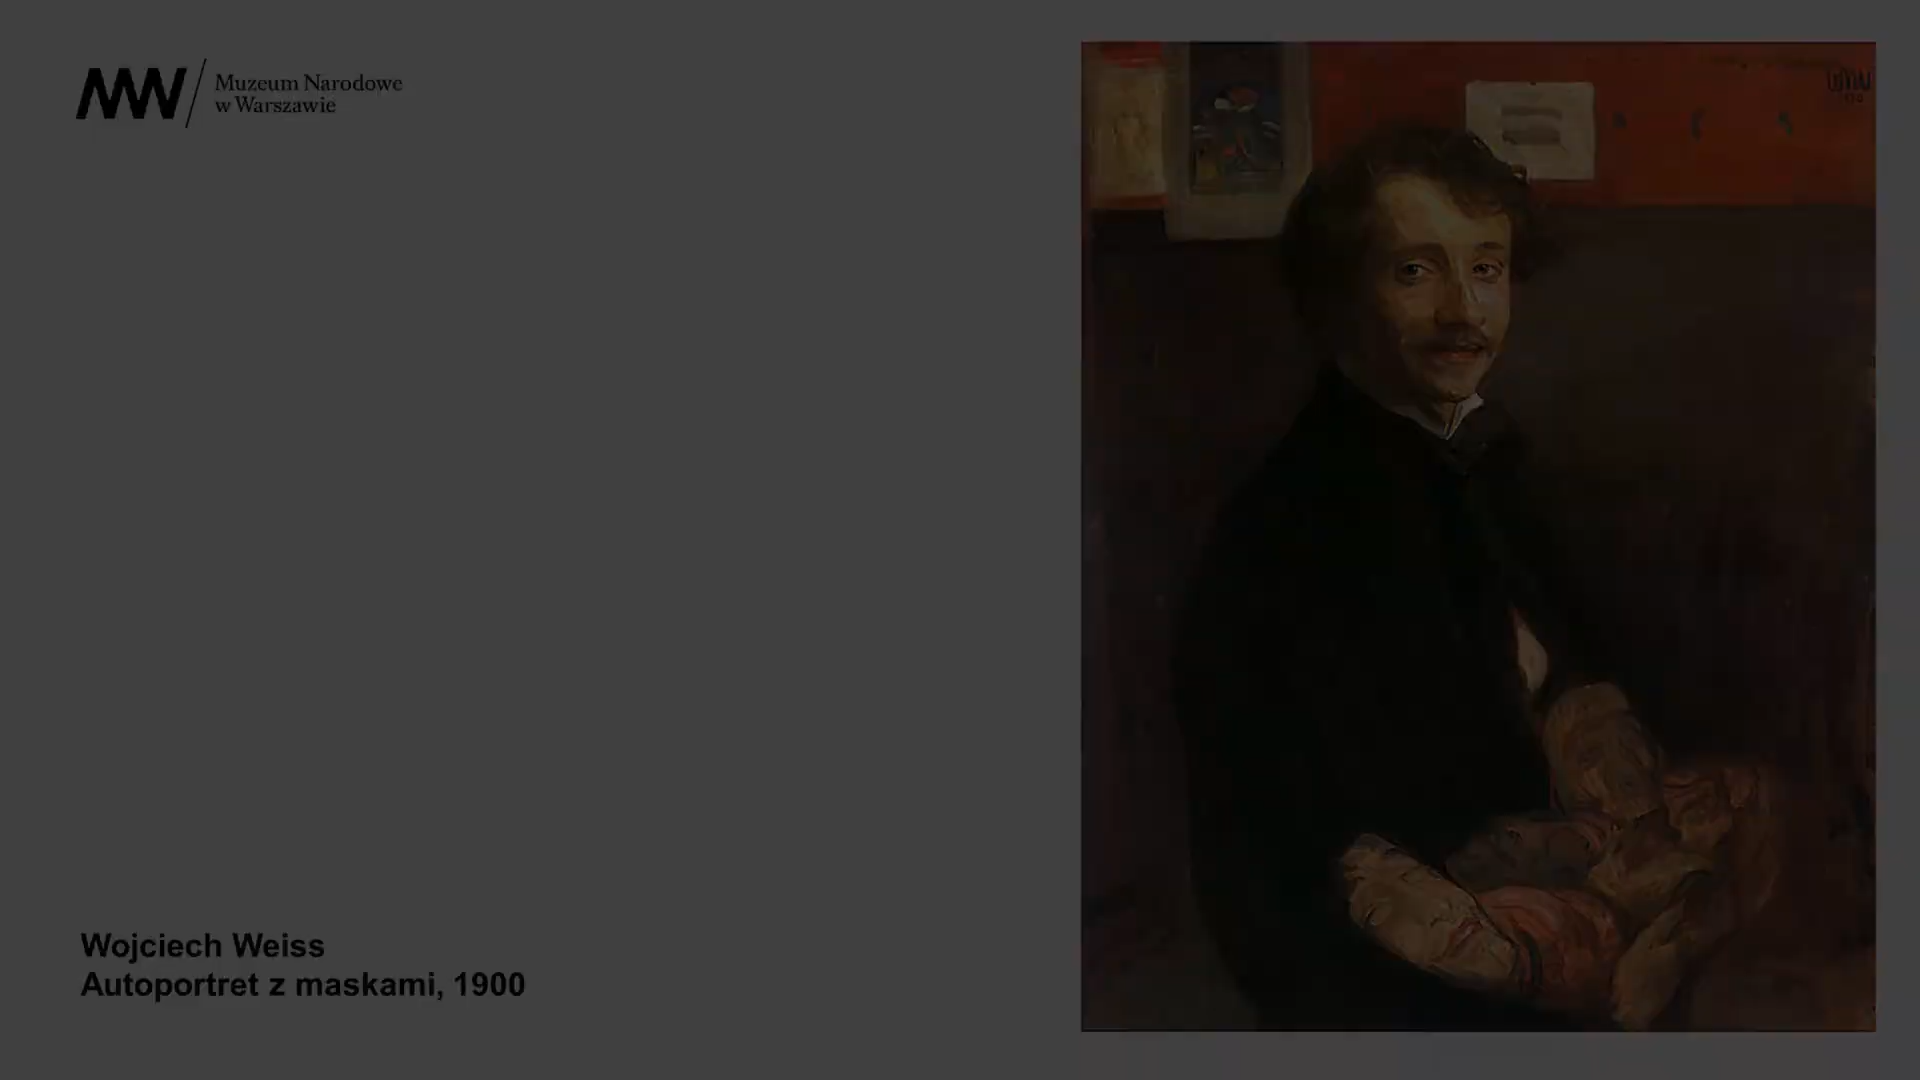 Muzeum Narodowe
w Warszawie
Wojciech Weiss
Autoportret z maskami, 1900